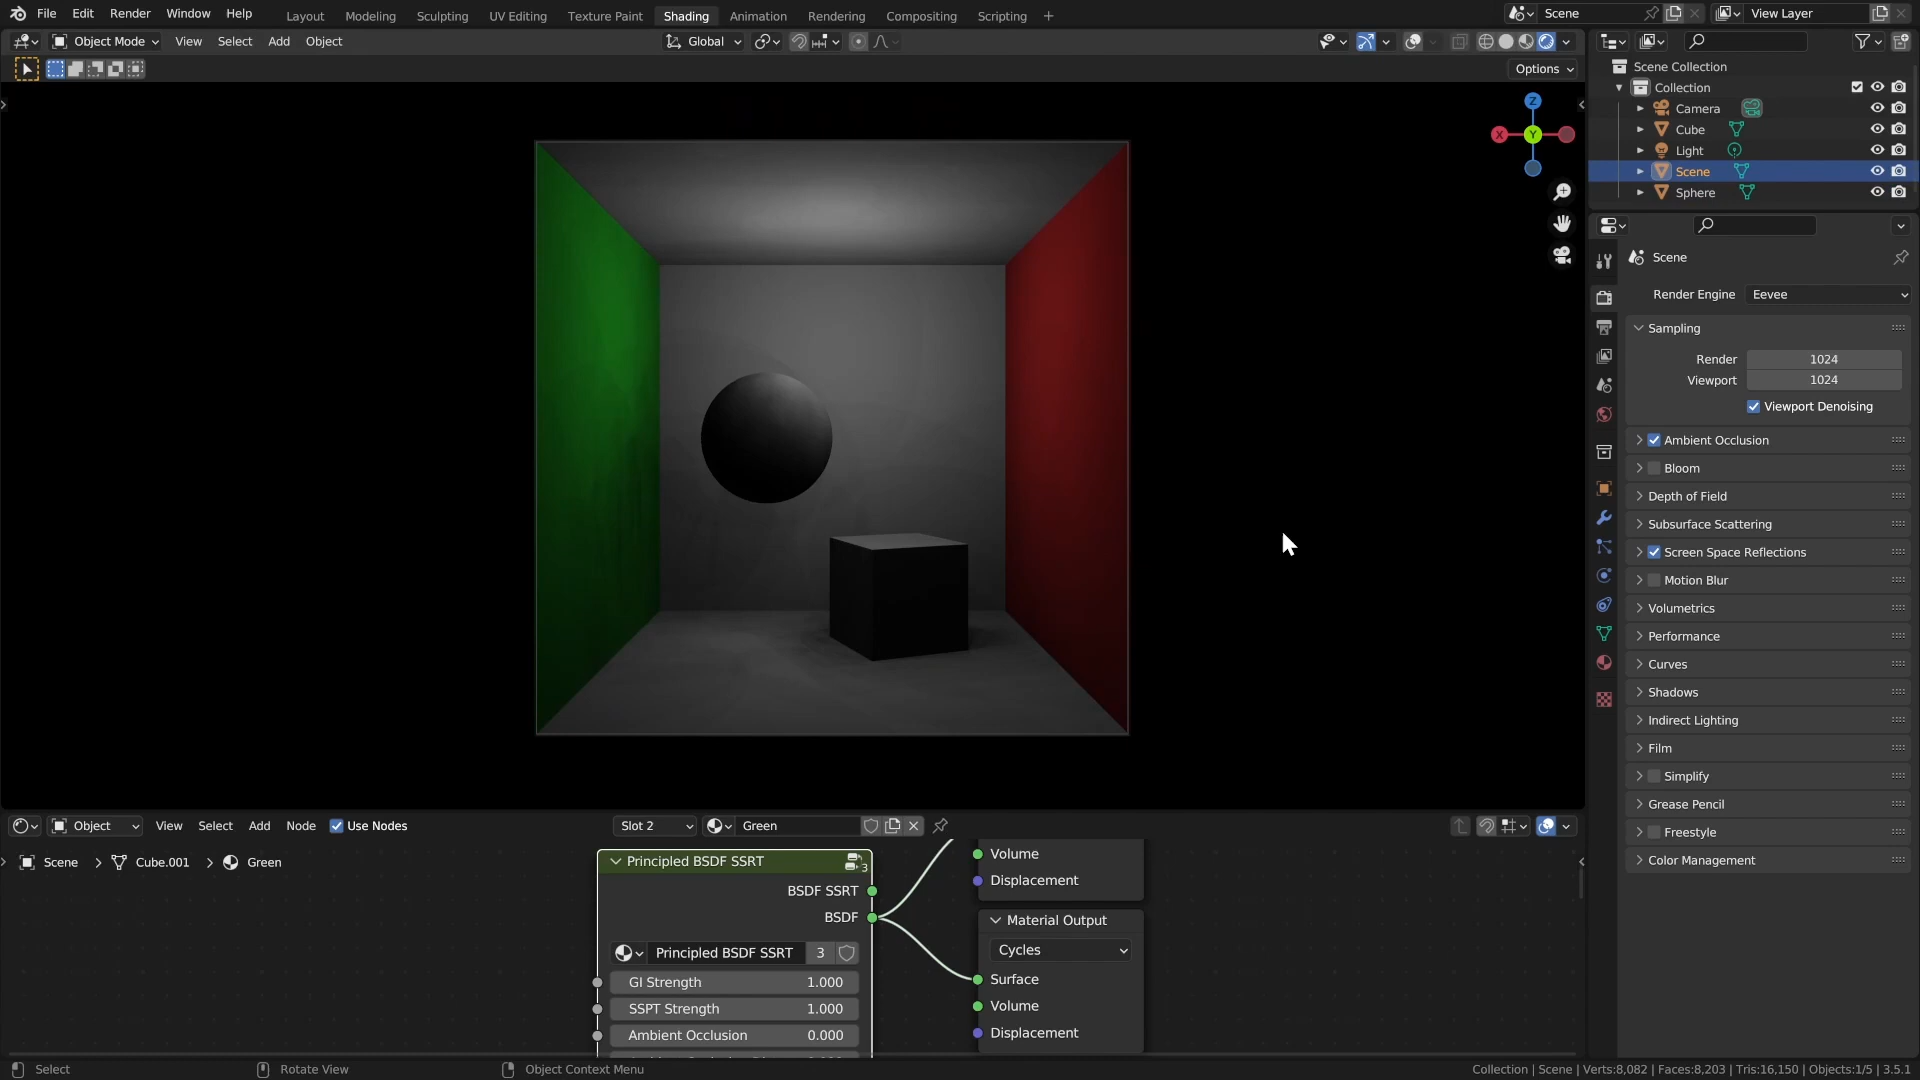 File Edit Render Window Help Layout Modeling Sculpting UV Editing Texture Paint Shading Animation Rendering Compositing Scripting + Scene View Layer
Object Mode View Select Add Object Global
Options
Scene Collection
Collection
Camera
Cube
Light
Scene
Sphere
Z
X Y
Scene
Render Engine Eevee
Sampling
Render 1024
Viewport 1024
Viewport Denoising
Ambient Occlusion
Bloom
Depth of Field
Subsurface Scattering
Screen Space Reflections
Motion Blur
Volumetrics
Performance
Curves
Shadows
Indirect Lighting
Film
Simplify
Grease Pencil
Freestyle
Color Management
Object View Select Add Node Use Nodes Slot 2 Green
Scene > Cube.001 > Green
Principled BSDF SSRT 3
BSDF SSRT
BSDF
Principled BSDF SSRT 3
GI Strength 1.000
SSPT Strength 1.000
Ambient Occlusion 0.000
Volume
Displacement
Material Output
Cycles
Surface
Volume
Displacement
Select Rotate View Object Context Menu Collection | Scene | Verts:8,082 | Faces:8,203 | Tris:16,150 | Objects:1/5 | 3.5.1